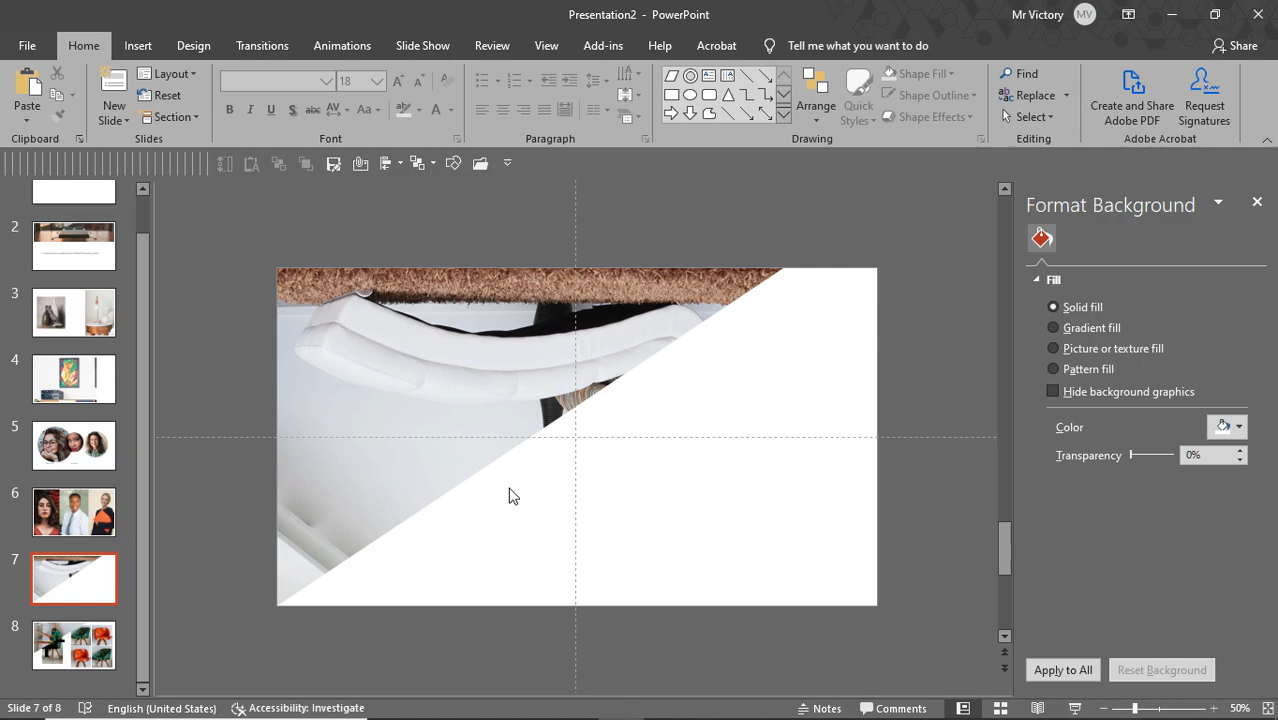 Presentation2 - PowerPoint
Mr Victory MV
File Home Insert Design Transitions Animations Slide Show Review View Add-ins Help Acrobat Tell me what you want to do Share
Paste
Clipboard
New Slide
Layout
Reset
Section
Slides
18
B I U S abc AV Aa A
Font
Paragraph
Arrange
Quick Styles
Shape Fill
Shape Outline
Shape Effects
Drawing
Find
Replace
Select
Editing
Create and Share Adobe PDF
Request Signatures
Adobe Acrobat
2
3
4
5
6
7
8
Format Background
Fill
Solid fill
Gradient fill
Picture or texture fill
Pattern fill
Hide background graphics
Color
Transparency 0%
Apply to All Reset Background
Slide 7 of 8 English (United States) Accessibility: Investigate Notes Comments 50%